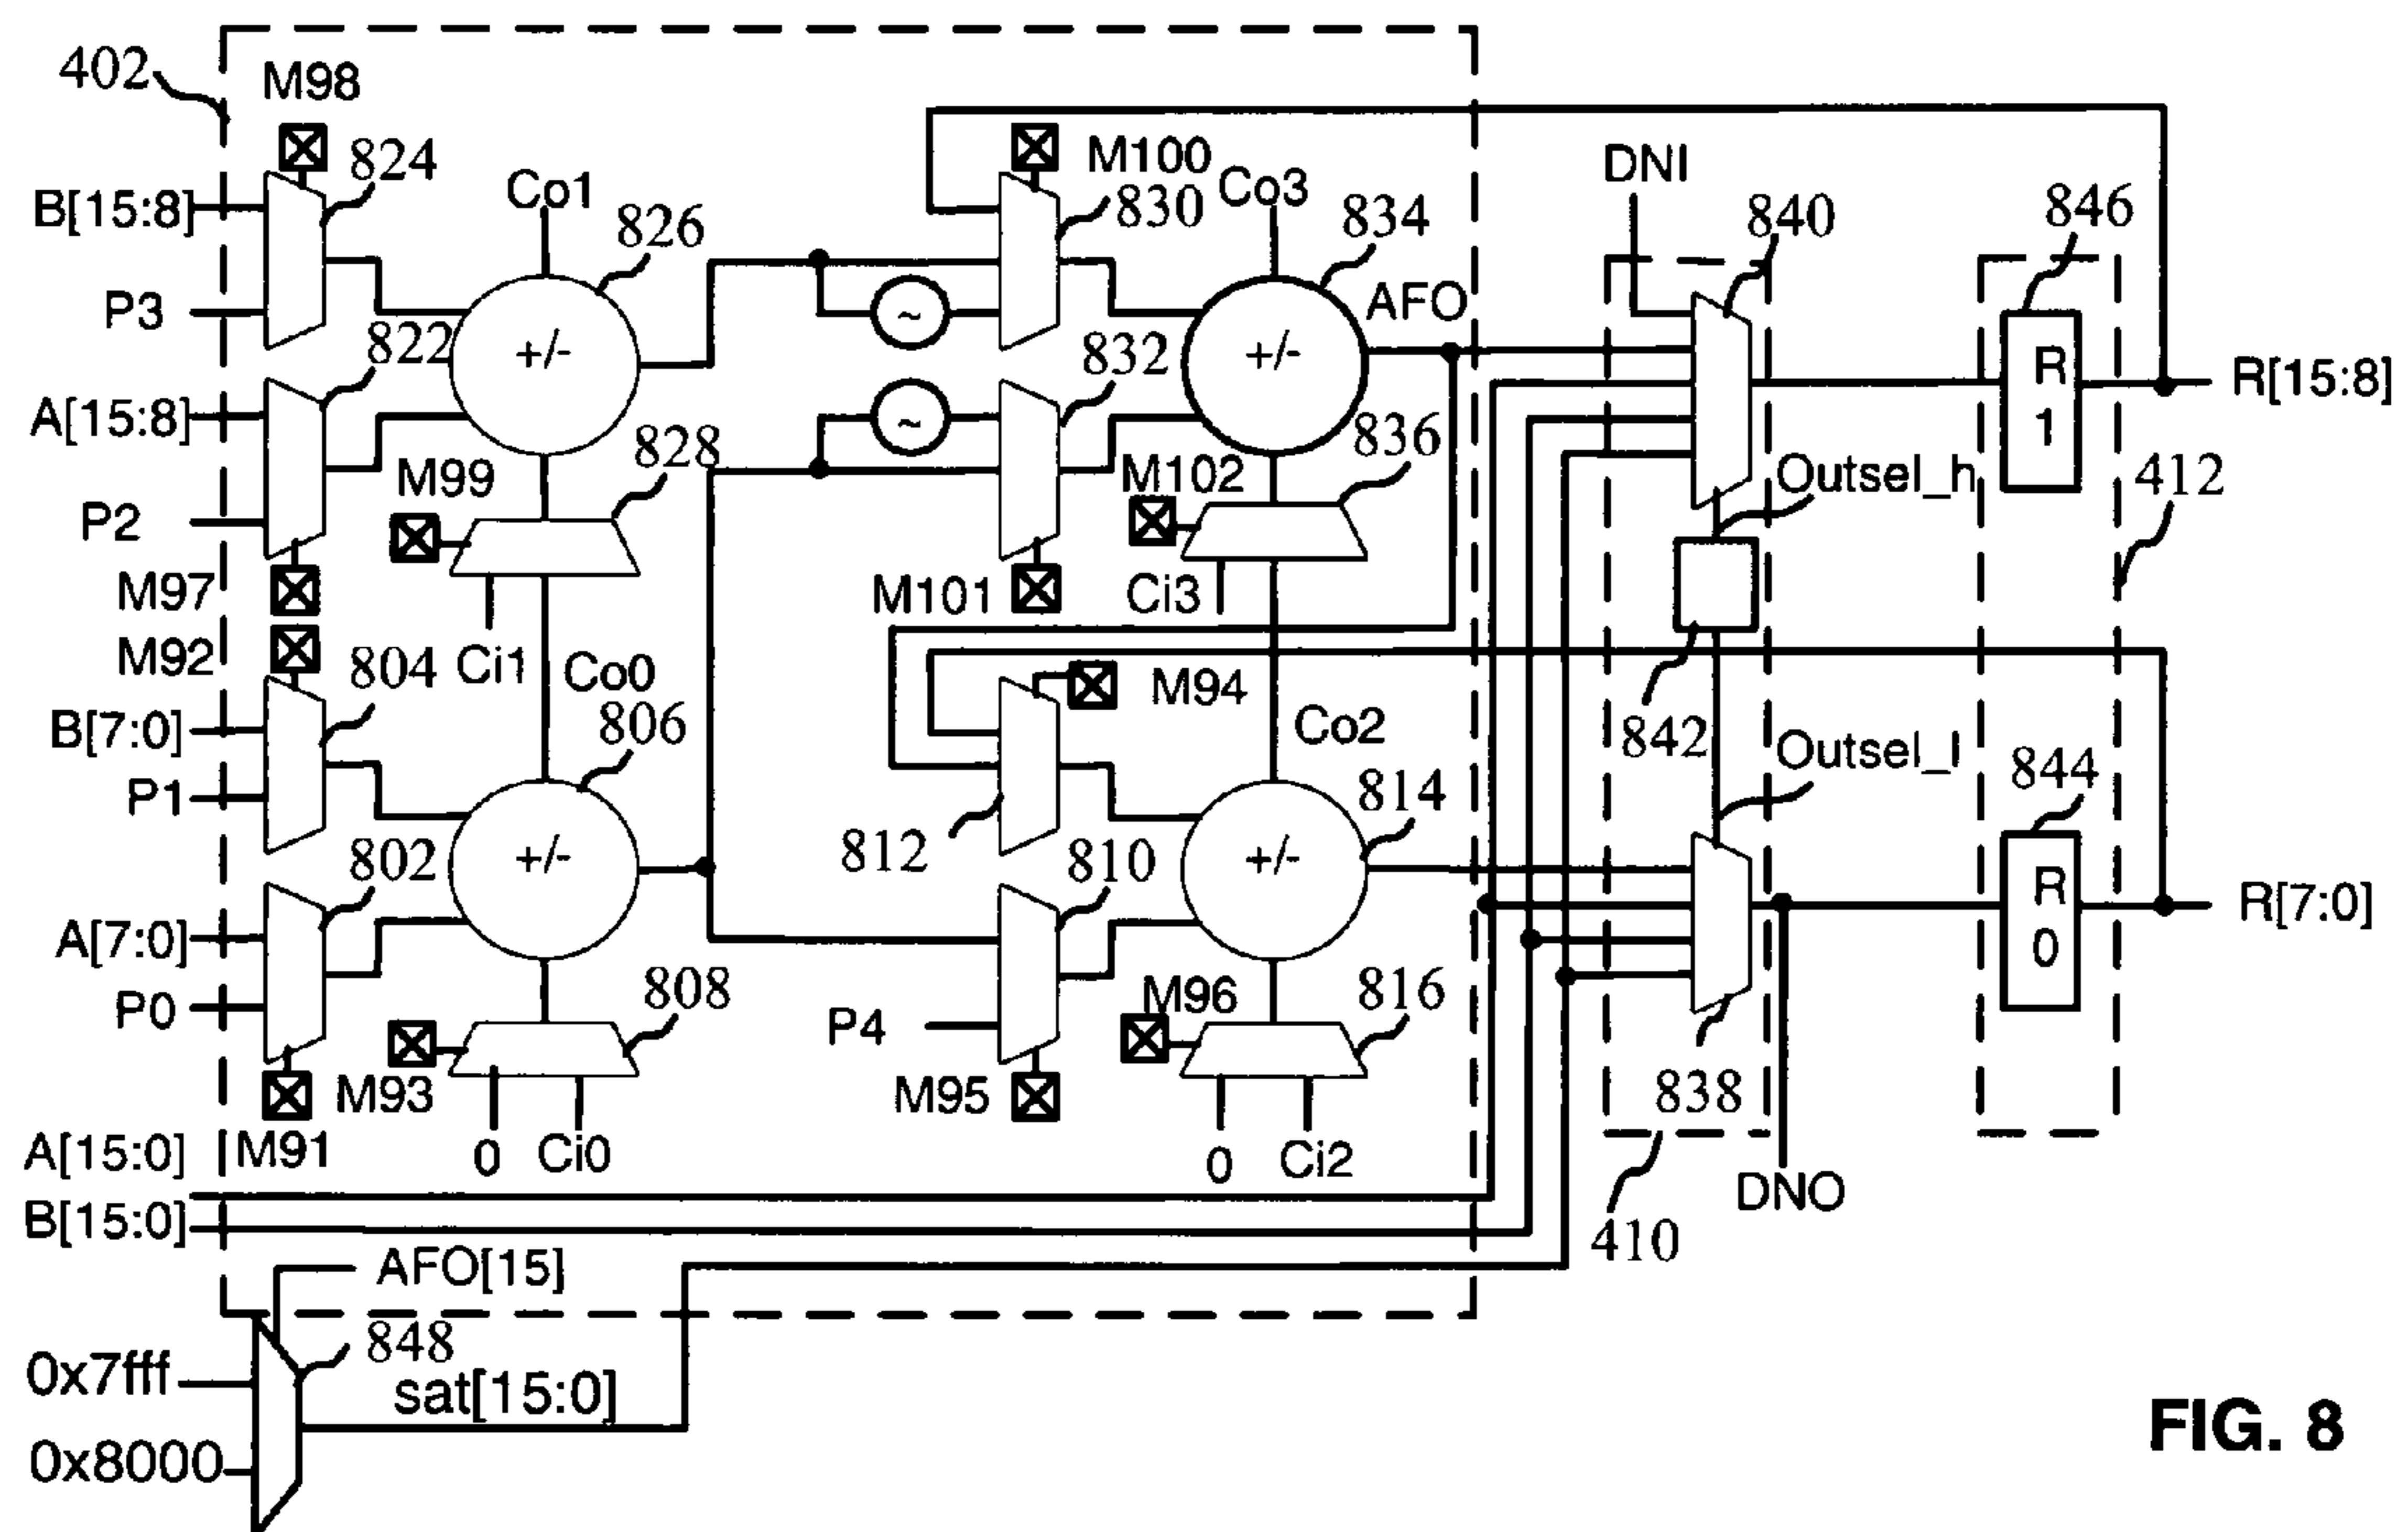 402
M98
824
B[15:8]
P3
822
A[15:8]
P2
M97
M92
804
B[7:0]
P1
802
A[7:0]
P0
M91
A[15:0]
B[15:0]
AFO[15]
0x7fff
848
sat[15:0]
0x8000
Co1
826
+/-
M99
828
Ci1
Co0
806
+/-
808
M93
0
Ci0
M100
830
~
~
832
M101
Co3
834
AFO
+/-
836
M102
Ci3
M94
812
810
P4
M95
Co2
814
+/-
M96
816
0
Ci2
DNI
840
Outsel_h
842
Outsel_l
838
410
DNO
846
R
1
412
844
R
0
R[15:8]
R[7:0]
FIG. 8